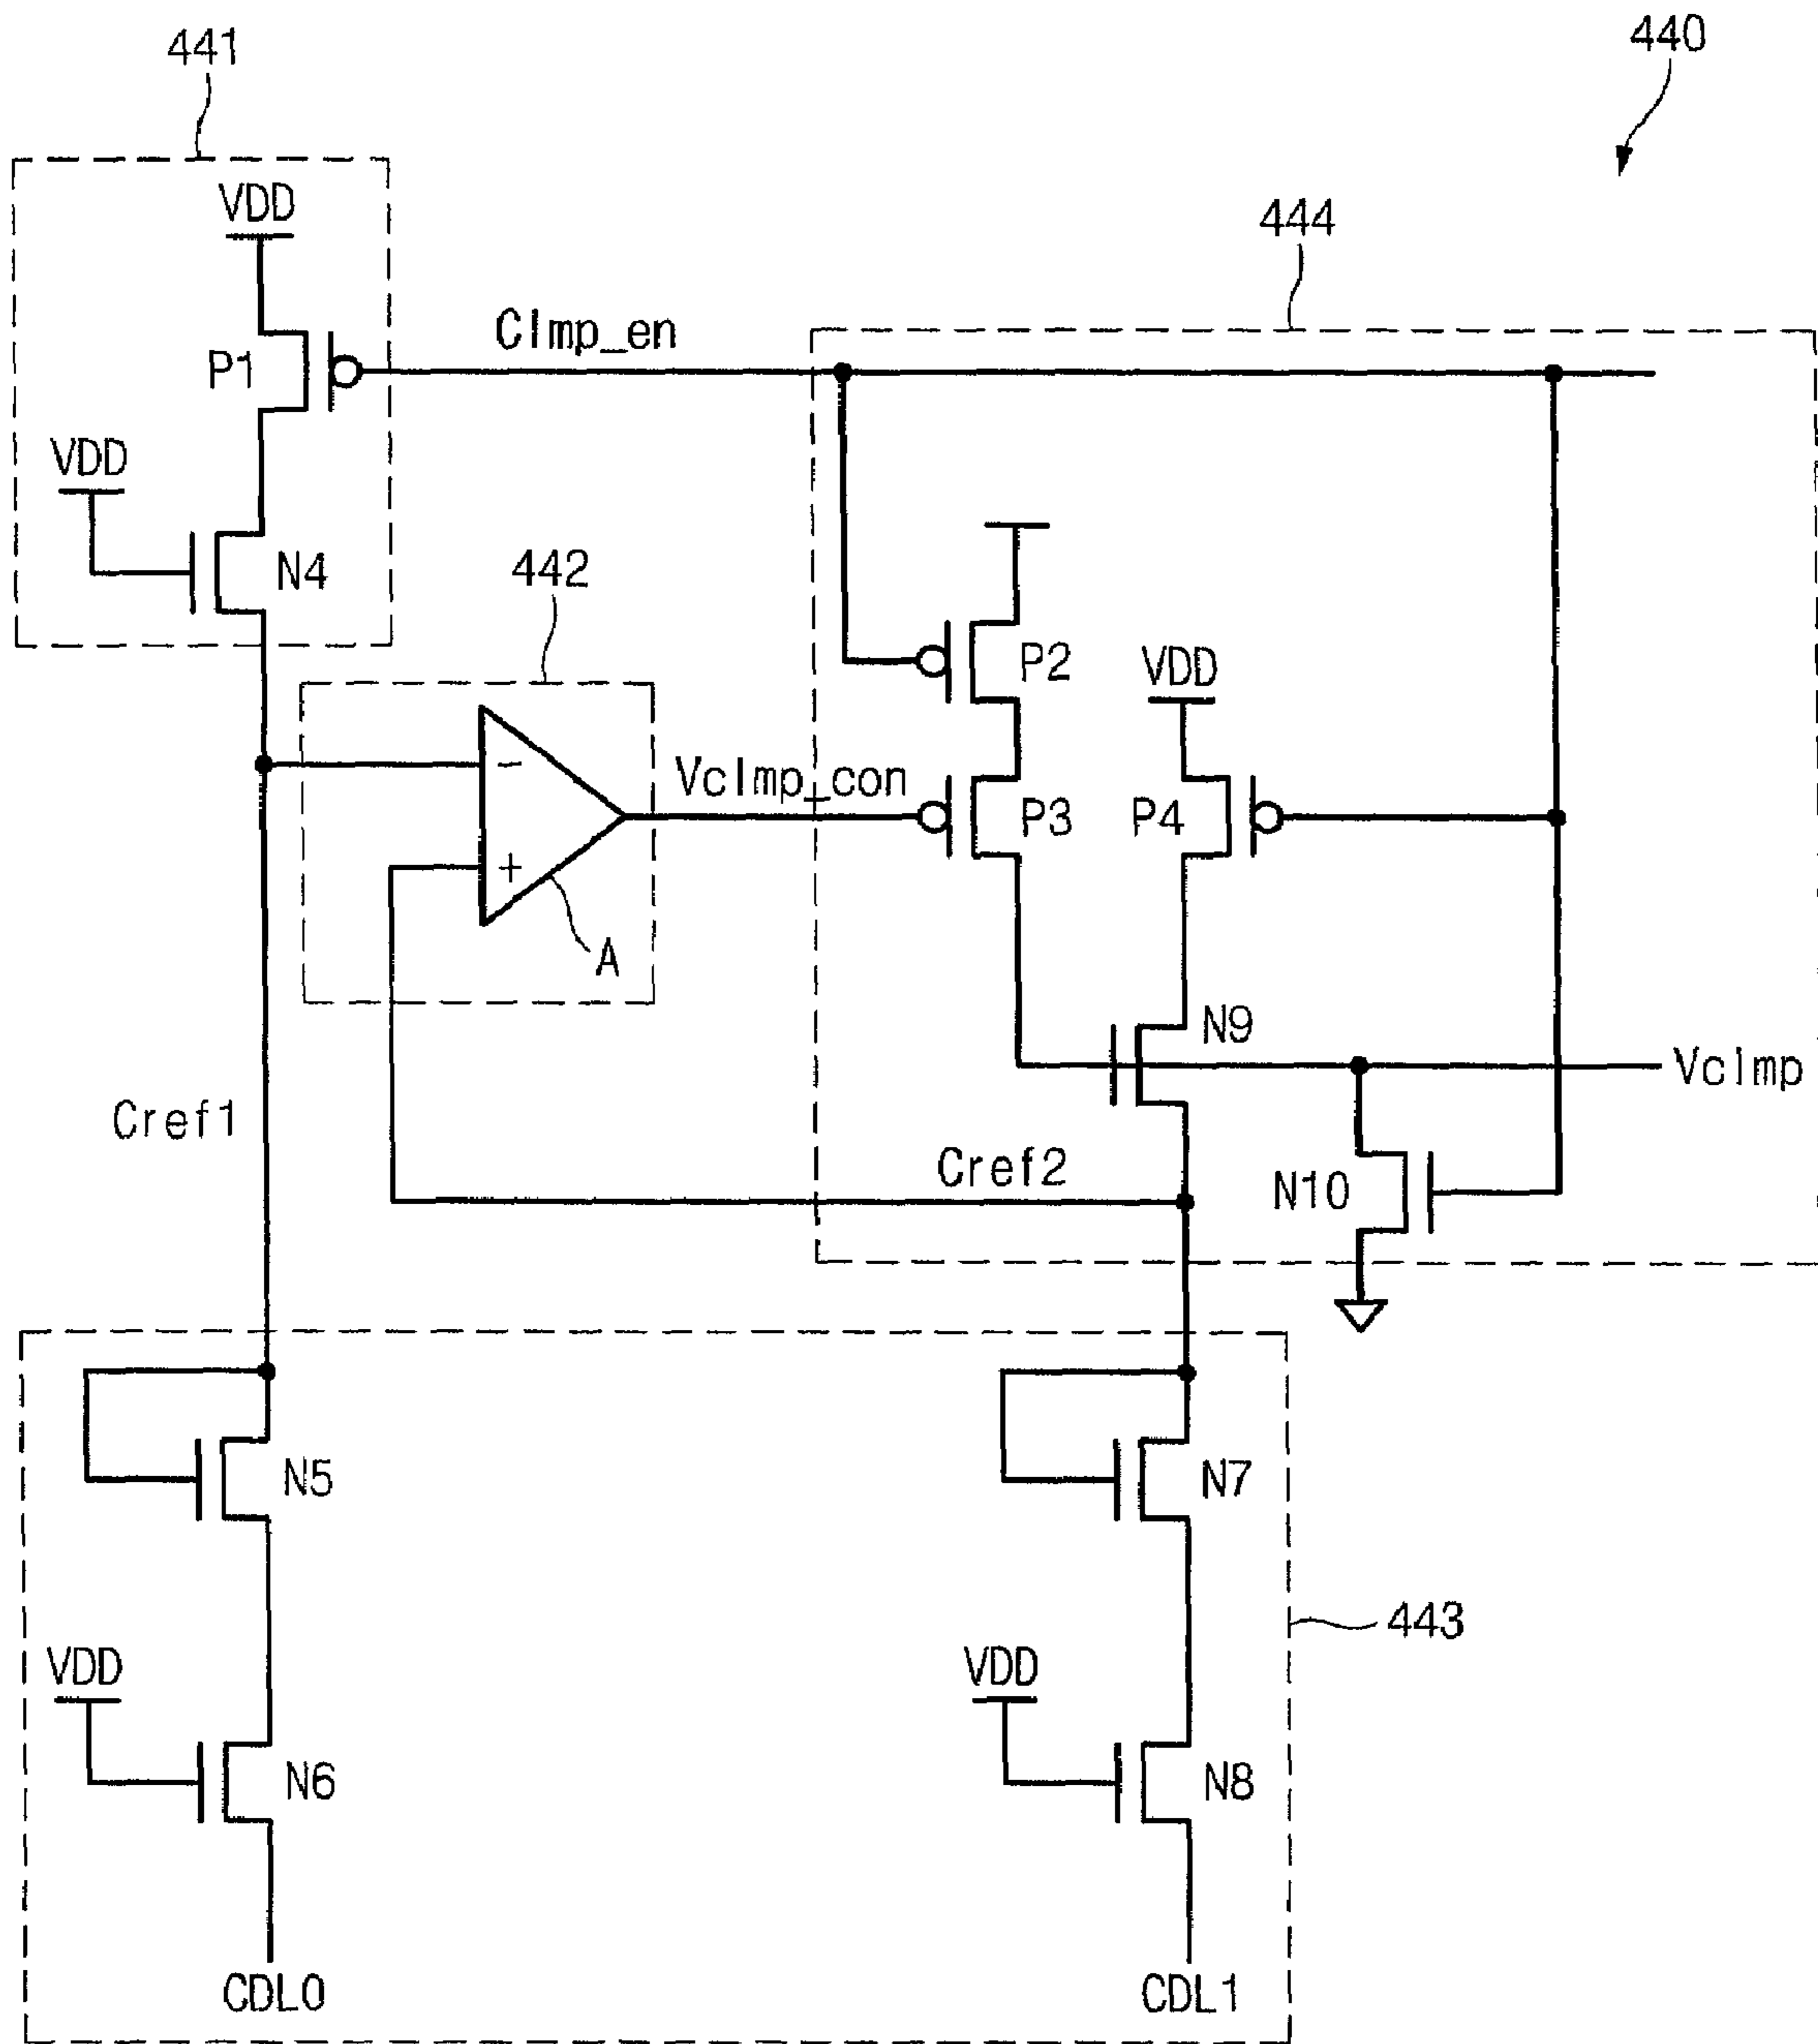 441
440
VDD
444
Clmp_en
P1
VDD
N4
442
P2
VDD
Vclmp_con
P3
P4
-
+
A
N9
Vclmp
Cref1
Cref2
N10
N5
N7
443
VDD
VDD
N6
N8
CDL0
CDL1